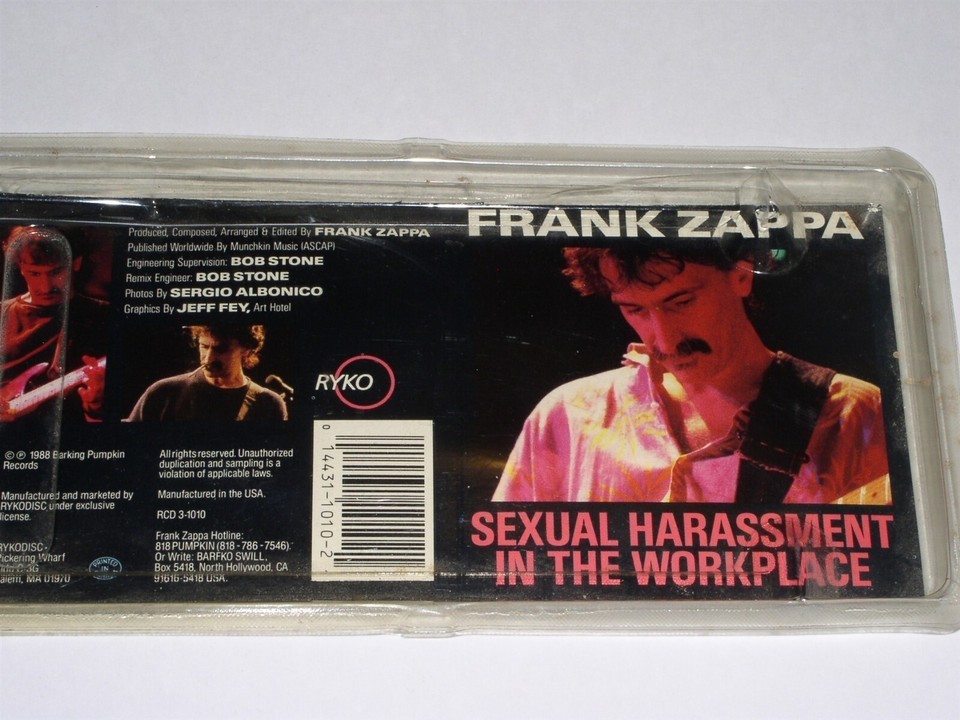 Produced, Composed, Arranged & Edited By FRANK ZAPPA
Published Worldwide By Munchkin Music (ASCAP)
Engineering Supervision: BOB STONE
Remix Engineer: BOB STONE
Photos By SERGIO ALBONICO
Graphics By JEFF FEY, Art Hotel
RYKO
© ℗ 1988 Barking Pumpkin
Records
Manufactured and marketed by
RYKODISC under exclusive
license.
RYKODISC-
Pickering Wharf
3G
Salem, MA 01970
PRINTED
IN
All rights reserved. Unauthorized
duplication and sampling is a
violation of applicable laws.
Manufactured in the USA.
RCD 3-1010
Frank Zappa Hotline:
818 PUMPKIN (818 - 786 - 7546).
Or Write: BARFKO SWILL,
Box 5418, North Hollywood, CA
91616-5418 USA.
0 14431-1010-2
FRANK ZAPPA
SEXUAL HARASSMENT
IN THE WORKPLACE